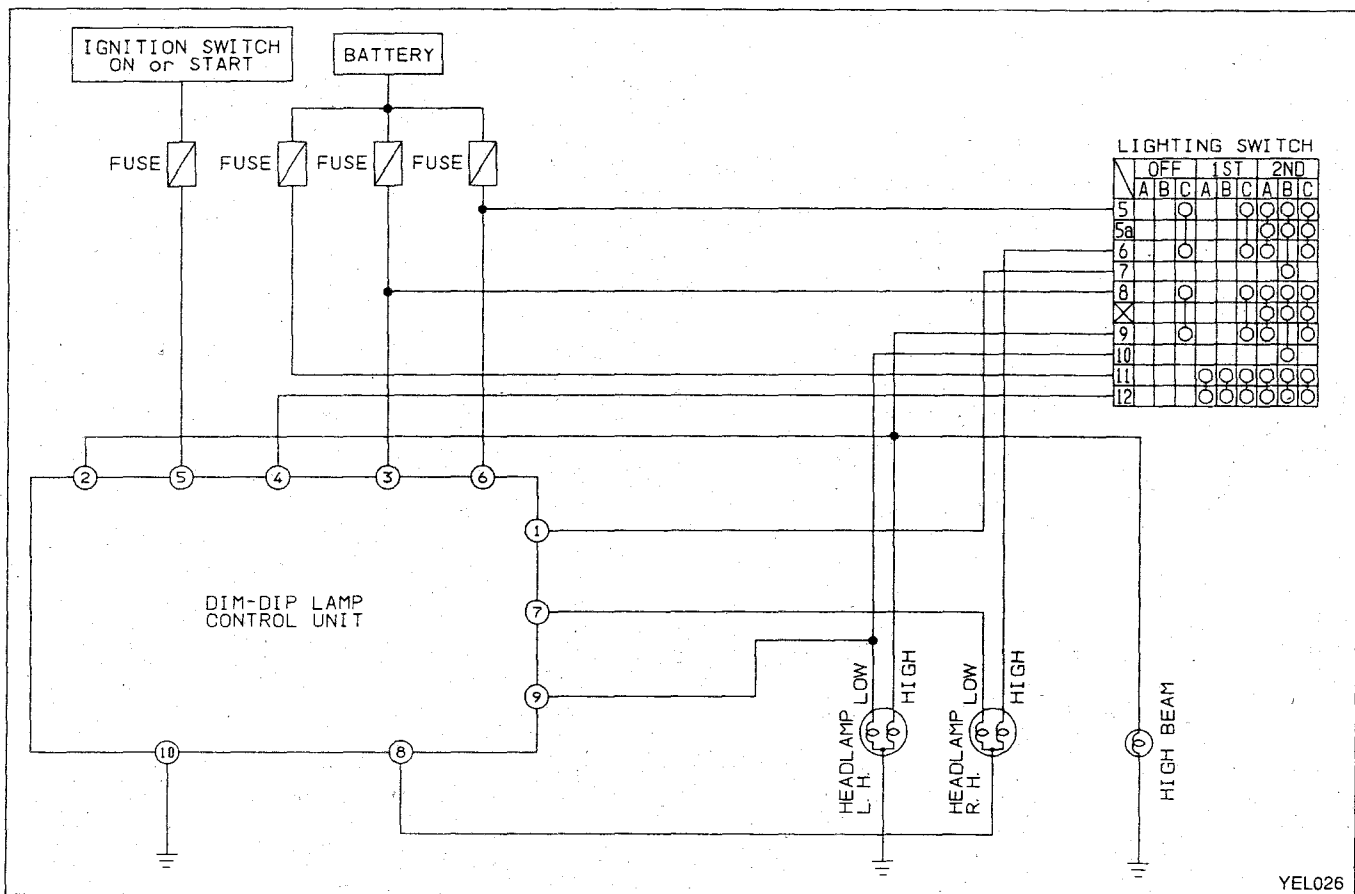 IGNITION SWITCH
ON or START
BATTERY
FUSE
FUSE
FUSE
FUSE
LIGHTING SWITCH
OFF 1ST 2ND
A B C A B C A B C
5
5a
6
7
8
9
10
11
12
2 5 4 3 6
1
DIM-DIP LAMP
CONTROL UNIT
7
9
10 8
HEADLAMP
L.H.
LOW
HIGH
HEADLAMP
R.H.
LOW
HIGH
HIGH BEAM
YEL026